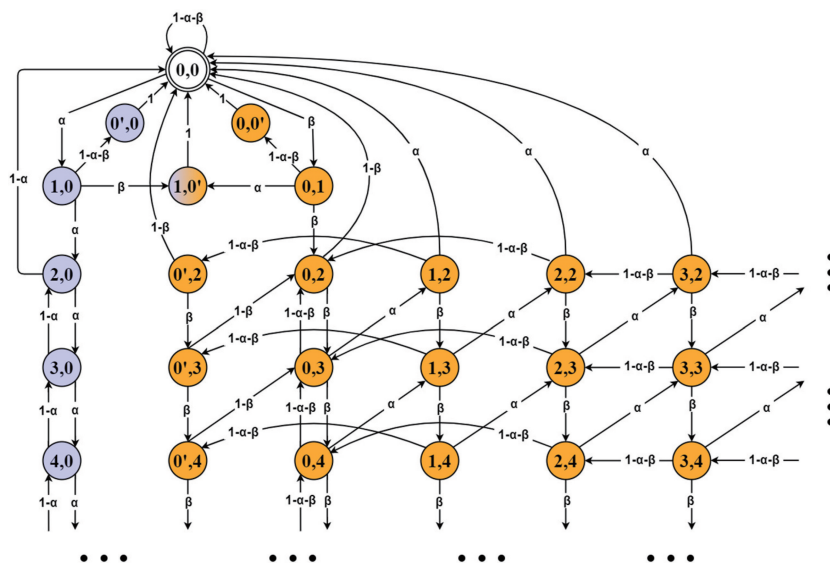 1-α-β
0,0
α 0',0 1 1 0,0' β α α α
1-α-β 1 1-α-β
1-α 1,0 β 1,0' α 0,1 1-β
α 1-β β
1-α-β 1-α-β
2,0 0',2 0,2 1,2 2,2 1-α-β 3,2 1-α-β
1-α α β 1-β 1-α-β β α β α β α β α
1-α-β 1-α-β
3,0 0',3 0,3 1,3 2,3 1-α-β 3,3 1-α-β
1-α α β 1-β 1-α-β β α β α β α β α
1-α-β 1-α-β
4,0 0',4 0,4 1,4 2,4 1-α-β 3,4 1-α-β
1-α α β 1-α-β β β β β